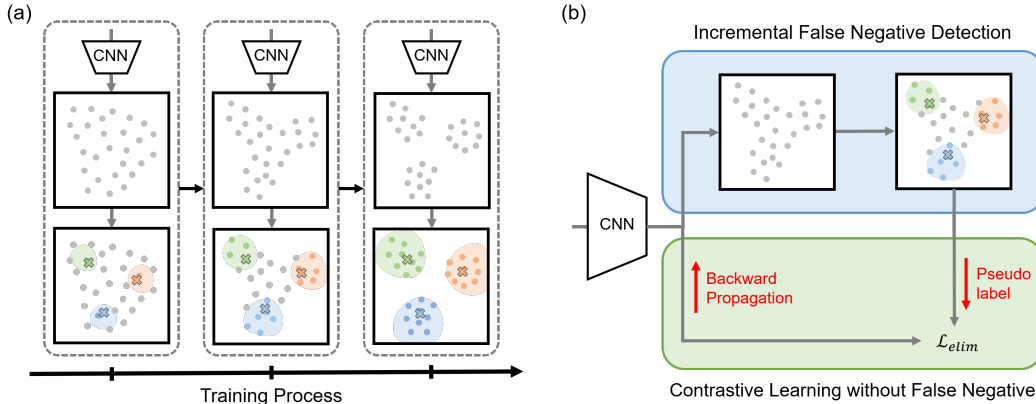 (a)
CNN
CNN
CNN
Training Process
(b)
Incremental False Negative Detection
CNN
Backward
Propagation
Pseudo
label
ℒ_elim
Contrastive Learning without False Negative